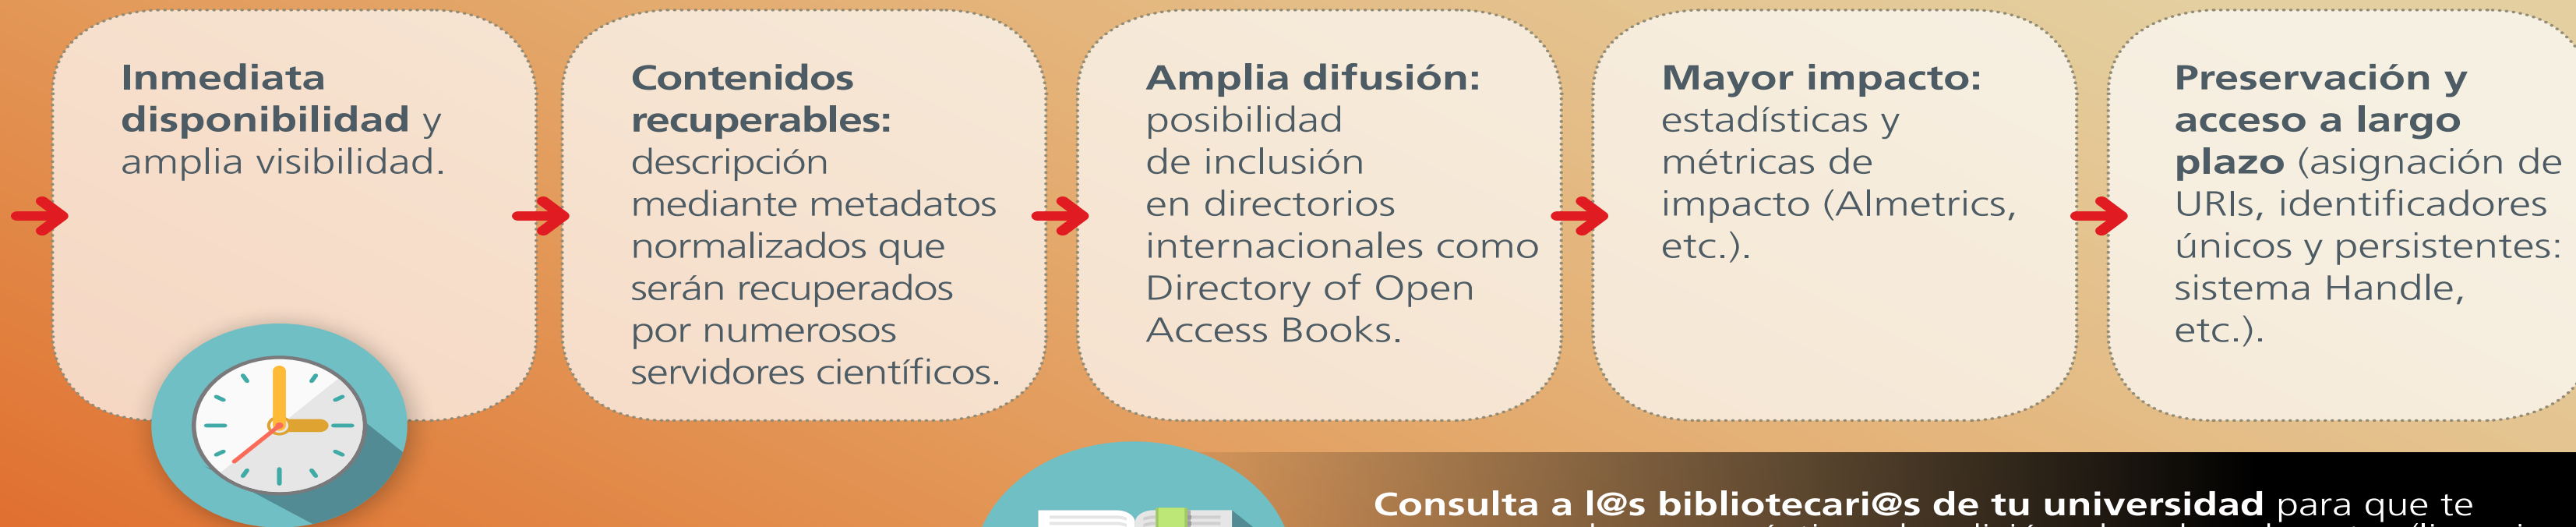 Inmediata
disponibilidad y
amplia visibilidad.
Contenidos
recuperables:
descripción
mediante metadatos
normalizados que
serán recuperados
por numerosos
servidores científicos.
Amplia difusión:
posibilidad
de inclusión
en directorios
internacionales como
Directory of Open
Access Books.
Mayor impacto:
estadísticas y
métricas de
impacto (Almetrics,
etc.).
Preservación y
acceso a largo
plazo (asignación de
URIs, identificadores
únicos y persistentes:
sistema Handle,
etc.).
Consulta a l@s bibliotecari@s de tu universidad para que te